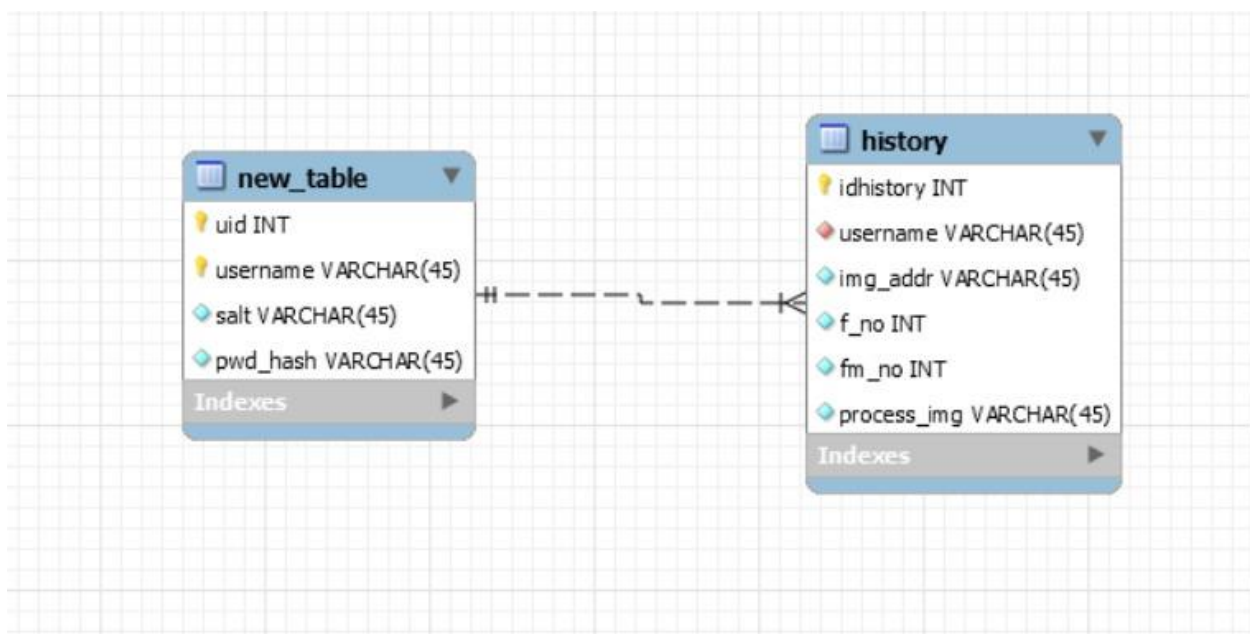 new_table
uid INT
username VARCHAR(45)
salt VARCHAR(45)
pwd_hash VARCHAR(45)
Indexes
history
idhistory INT
username VARCHAR(45)
img_addr VARCHAR(45)
f_no INT
fm_no INT
process_img VARCHAR(45)
Indexes